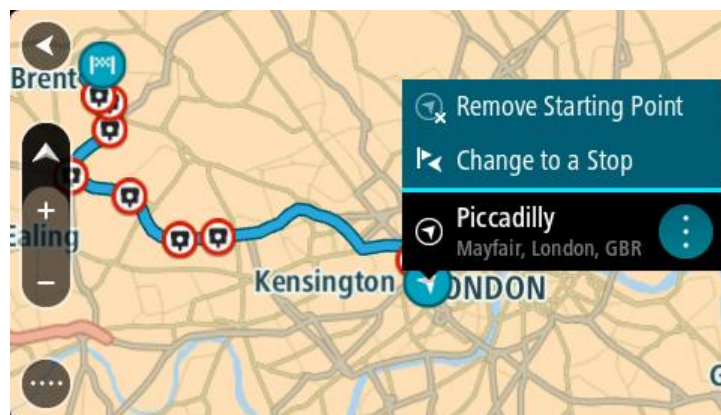 Brent
Remove Starting Point
Change to a Stop
Piccadilly
Mayfair, London, GBR
+
Ealing
−
Kensington
ONDON
G